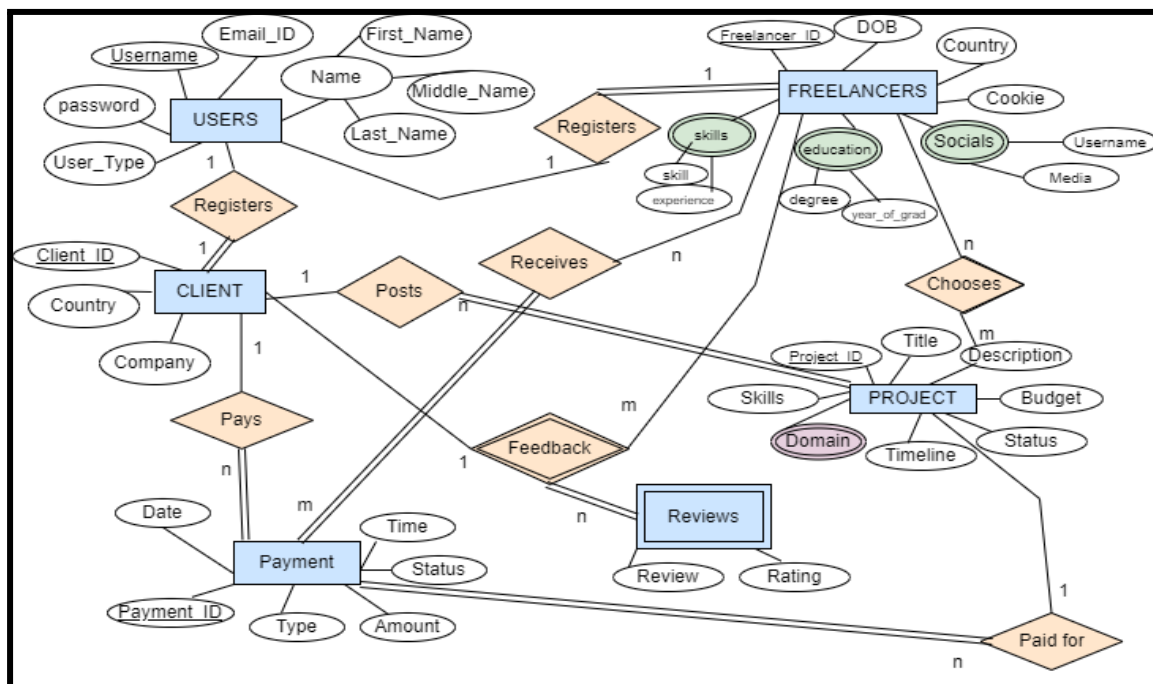 Email_ID
First_Name
Freelancer_ID
DOB
Username
Country
Name
password
USERS
Middle_Name
1
FREELANCERS
Cookie
Registers
Last_Name
skills
education
Socials
Username
User_Type
1
1
skill
Media
experience
degree
year_of_grad
Registers
1
Client_ID
Receives
n
n
CLIENT
1
Posts
Chooses
Country
n
Title
m
Project_ID
Description
Company
1
Skills
PROJECT
Budget
m
Pays
Domain
Status
Feedback
1
Timeline
n
m
Date
n
Reviews
Time
Payment
Status
Review
Rating
Payment_ID
Type
Amount
1
Paid for
n